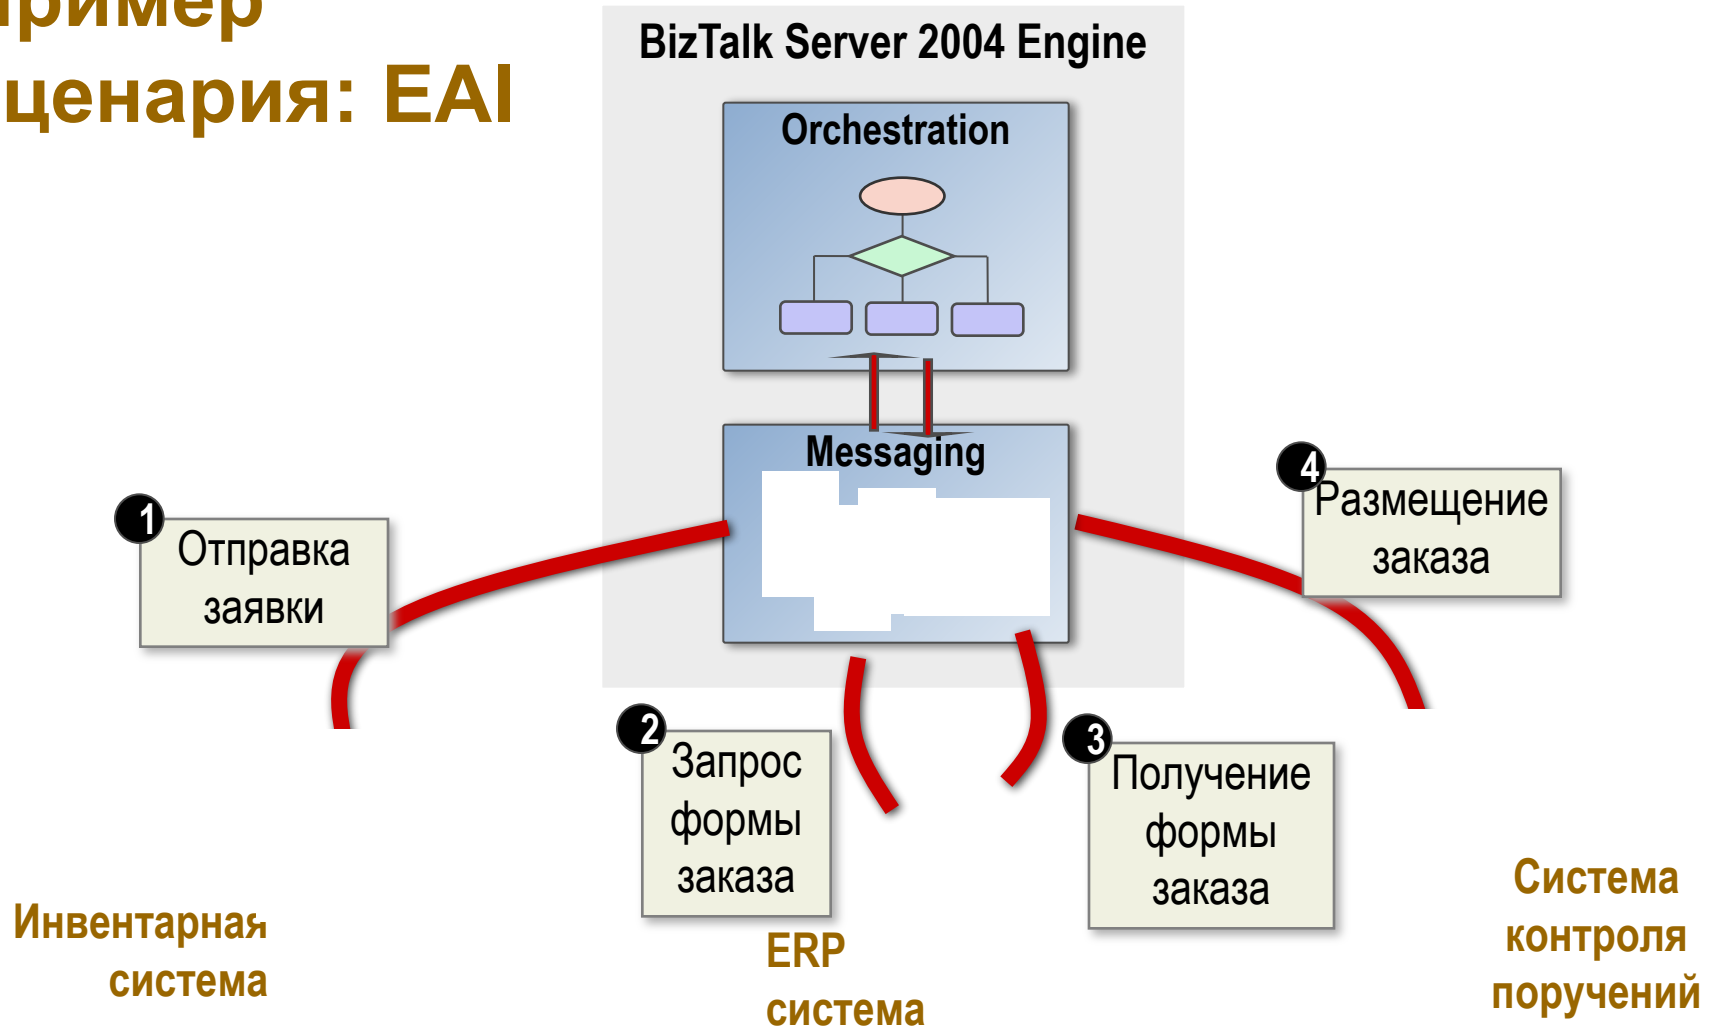 ример
ценария: EAI
BizTalk Server 2004 Engine
Orchestration
Messaging
1
Отправка
заявки
2
Запрос
формы
заказа
3
Получение
формы
заказа
4
Размещение
заказа
Инвентарная
система
ERP
система
Система
контроля
поручений